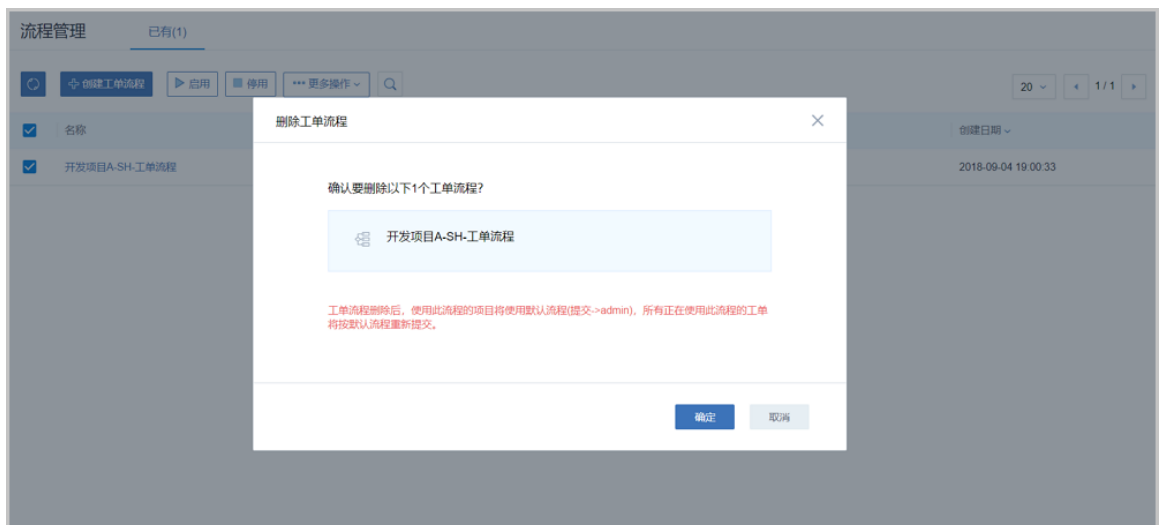 流程管理 已有(1)
创建工单流程 启用 停用 更多操作 20 1 / 1
名称 创建日期
开发项目A-SH-工单流程 2018-09-04 19:00:33
删除工单流程
确认要删除以下1个工单流程?
开发项目A-SH-工单流程
工单流程删除后，使用此流程的项目将使用默认流程(提交->admin)，所有正在使用此流程的工单
将按默认流程重新提交。
确定 取消